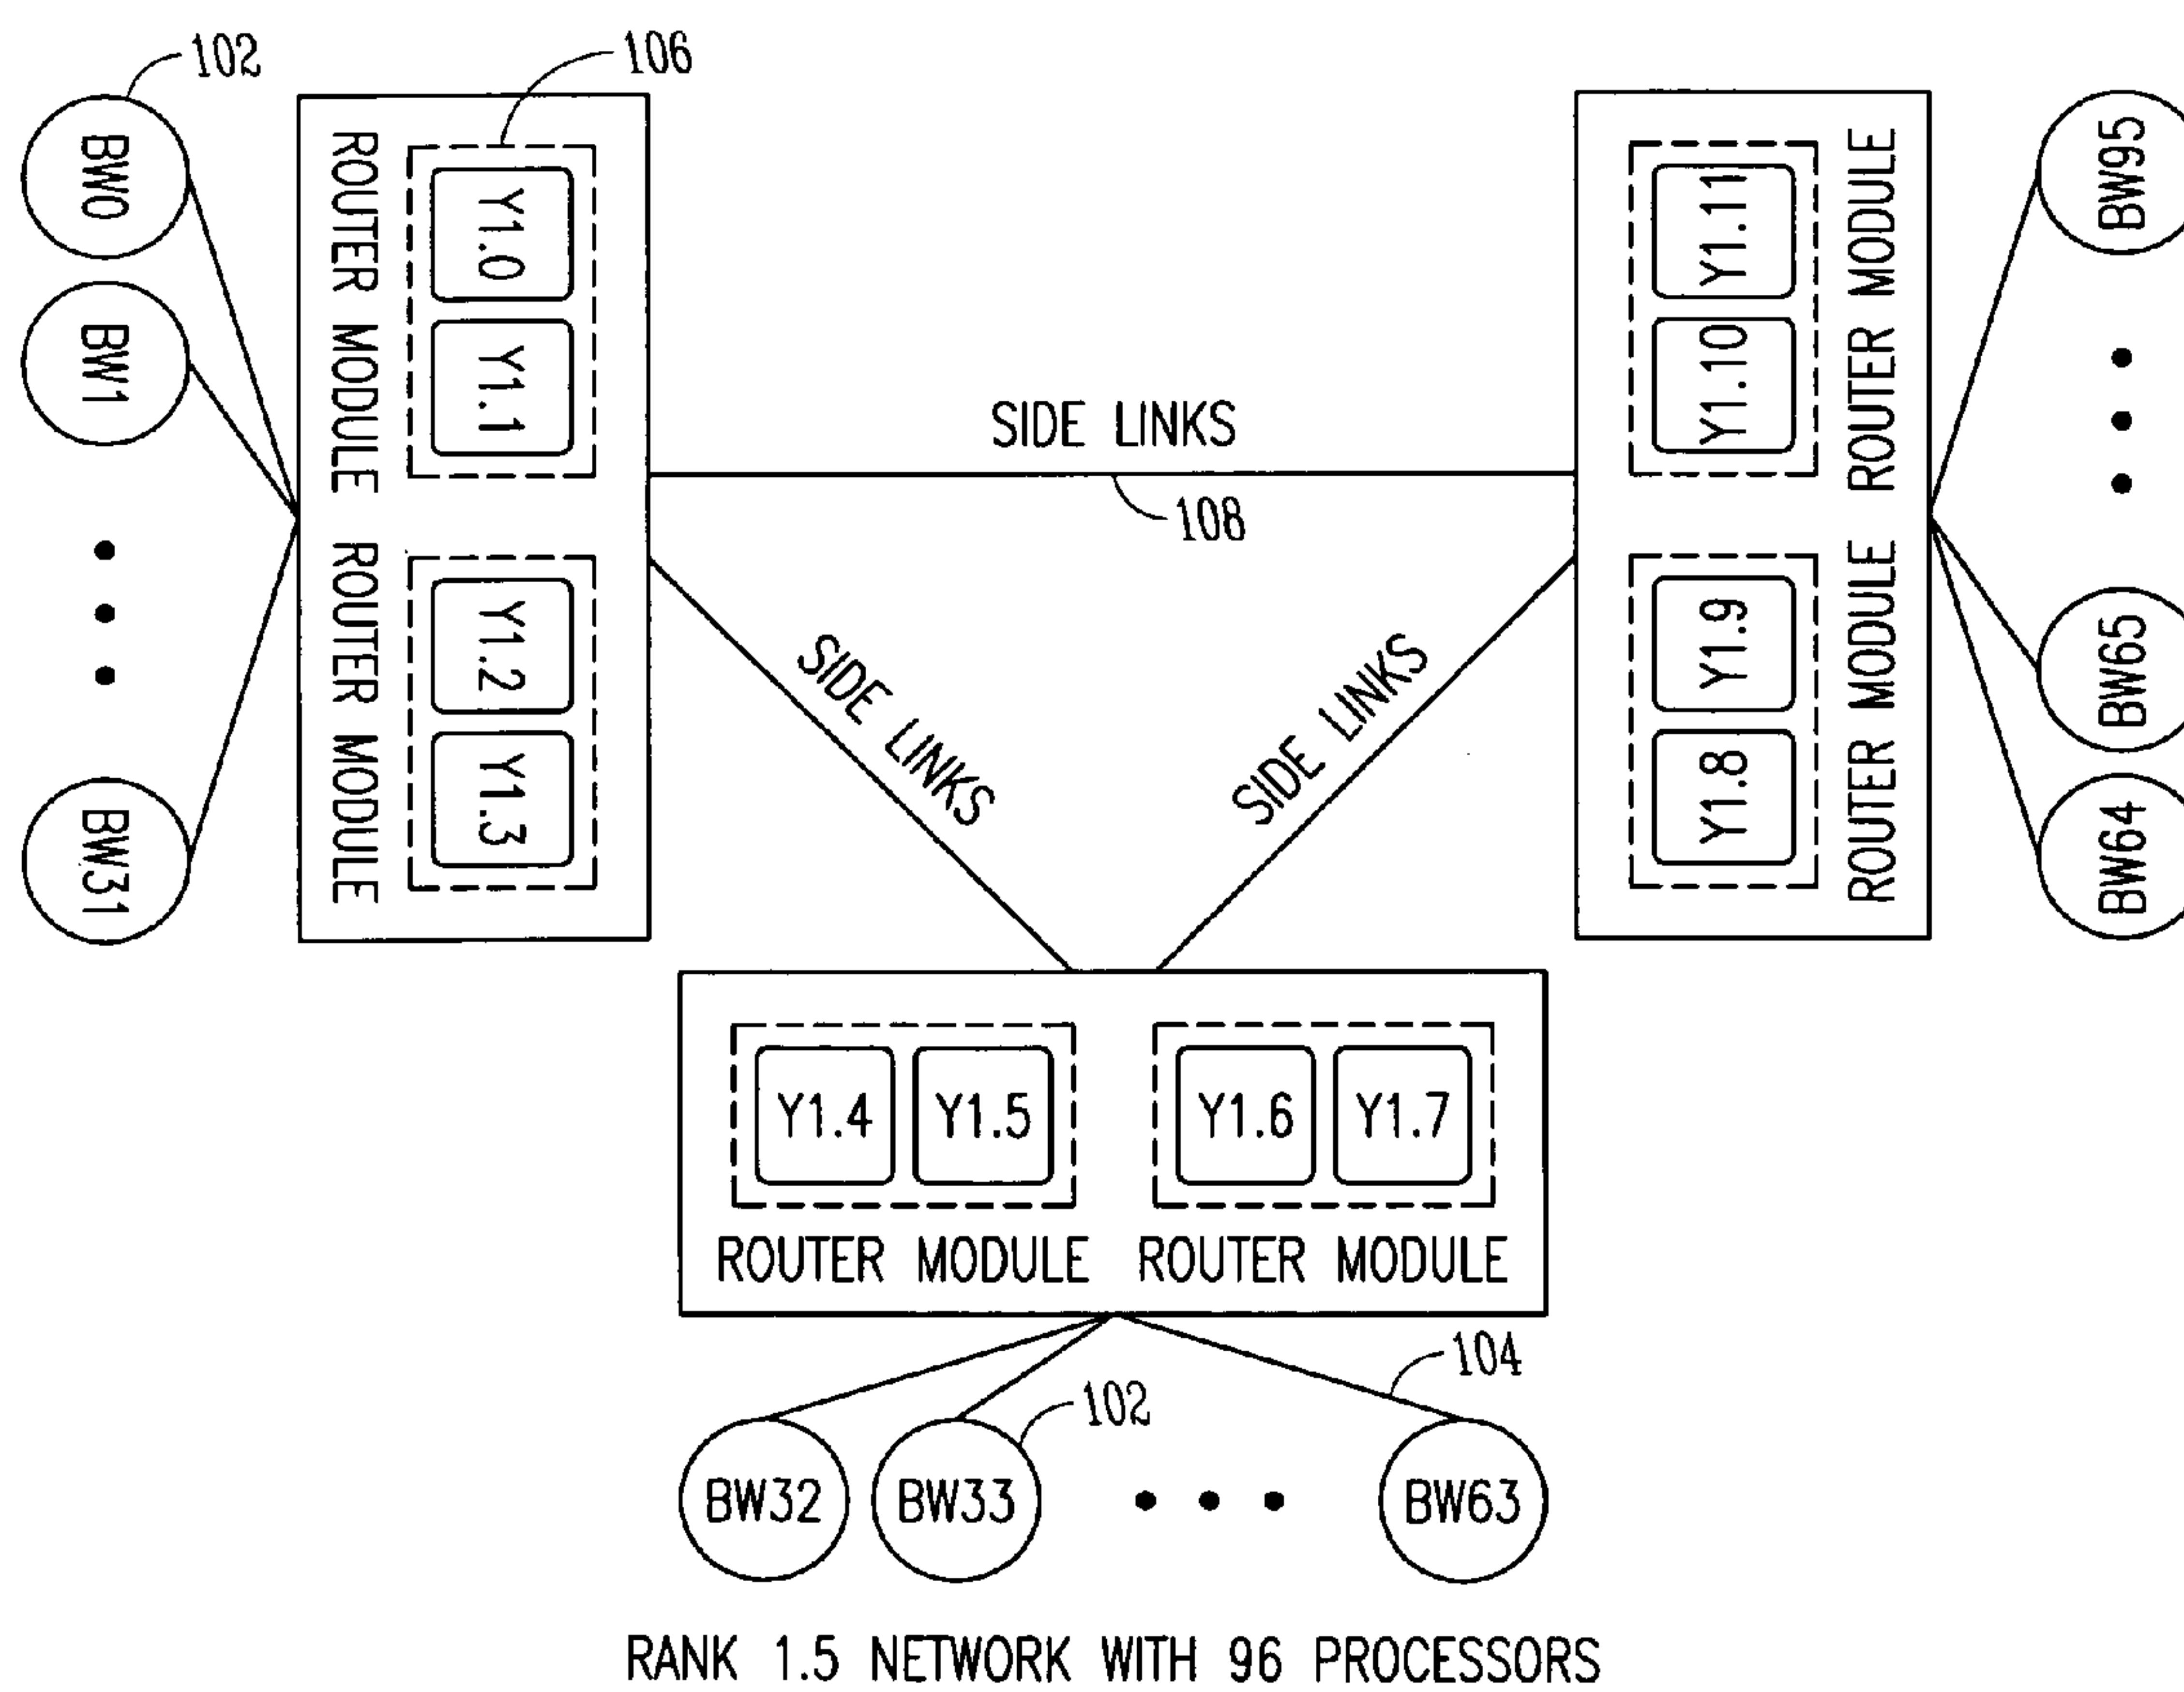 102
BW0
BW1
BW31
106
ROUTER MODULE ROUTER MODULE
Y1.0
Y1.1
Y1.2
Y1.3
SIDE LINKS
108
SIDE LINKS
SIDE LINKS
Y1.11
Y1.10
Y1.9
Y1.8
ROUTER MODULE ROUTER MODULE
BW95
BW65
BW64
Y1.4 Y1.5 Y1.6 Y1.7
ROUTER MODULE ROUTER MODULE
104
102
BW32 BW33 BW63
RANK 1.5 NETWORK WITH 96 PROCESSORS